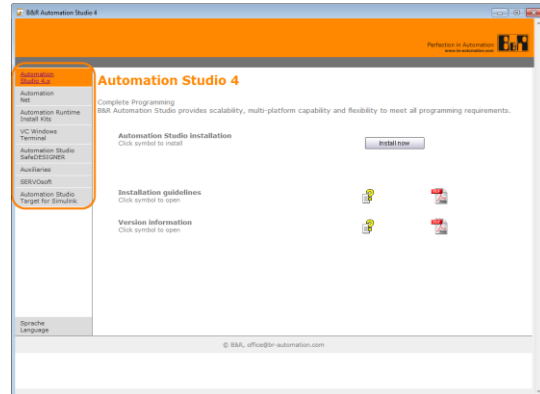 B&R Automation Studio 4
Perfection in Automation
www.br-automation.com
B&R
Automation
Studio 4.x
Automation
Net
Automation Runtime
Install Kits
VC Windows
Terminal
Automation Studio
SafeDESIGNER
Auxiliaries
SERVOsoft
Automation Studio
Target for Simulink
Sprache
Language
Automation Studio 4
Complete Programming
B&R Automation Studio provides scalability, multi-platform capability and flexibility to meet all programming requirements.
Automation Studio installation
Click symbol to install
Install now
Installation guidelines
Click symbol to open
Version information
Click symbol to open
© B&R, office@br-automation.com